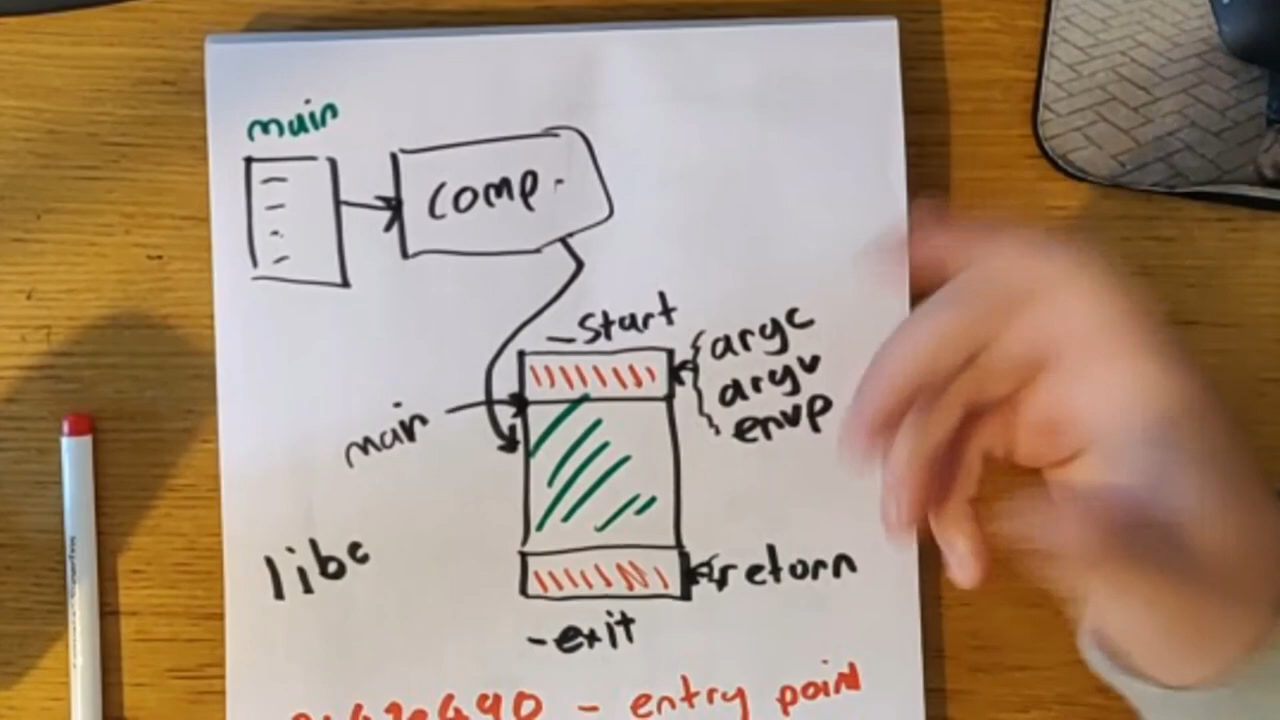 main
comp.
_start
argc
argv
envp
main
libc
return
_exit
- entry point